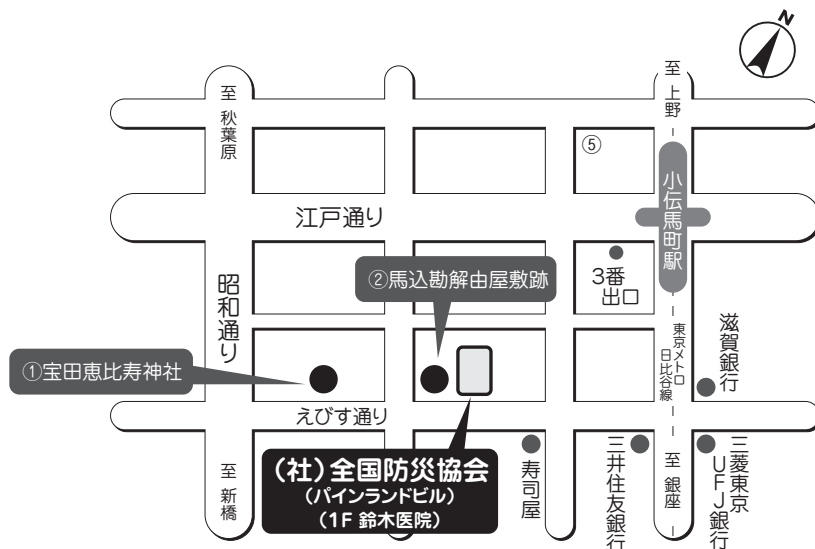 N
至 上野
至 秋葉原
⑤
小伝馬町駅
江戸通り
3番
出口
②馬込勘解由屋敷跡
昭和通り
東京メトロ
日比谷線
滋賀銀行
①宝田恵比寿神社
えびす通り
(社)全国防災協会
(パインランドビル)
(1F 鈴木医院)
至 新橋
寿司屋
三井住友銀行
至 銀座
三菱東京
UFJ銀行